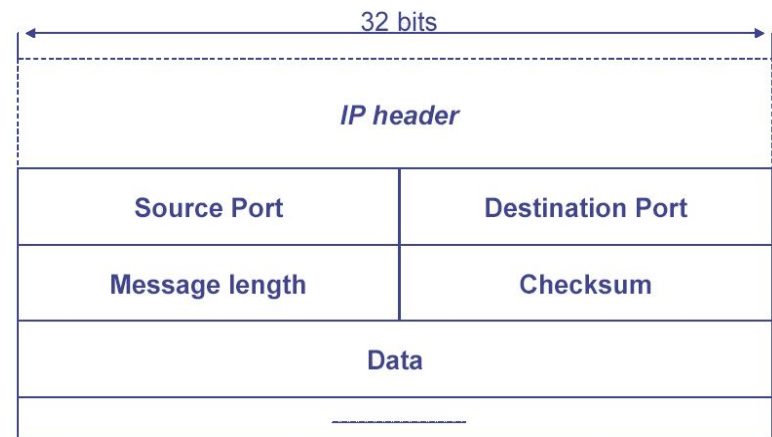 32 bits
IP header
Source Port Destination Port
Message length Checksum
Data